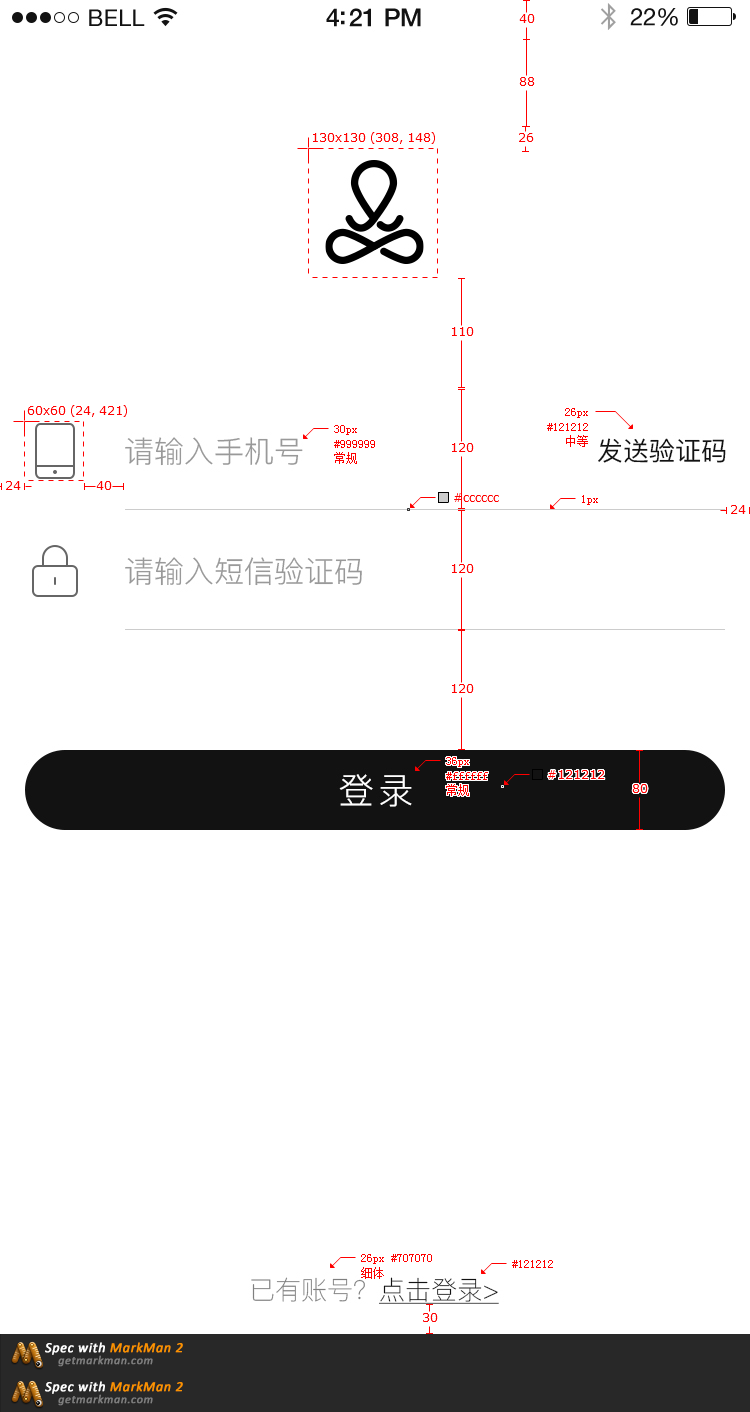 BELL 4:21 PM 22%
40
88
26
130x130 (308, 148)
110
60x60 (24, 421)
请输入手机号
30px
#999999
常规
120
26px
#121212
中等
发送验证码
24
40
#cccccc
1px
24
请输入短信验证码
120
120
登录
36px
#ffffff
常规
#121212
80
26px #707070
细体
#121212
已有账号? 点击登录>
30
Spec with MarkMan 2
getmarkman.com
Spec with MarkMan 2
getmarkman.com